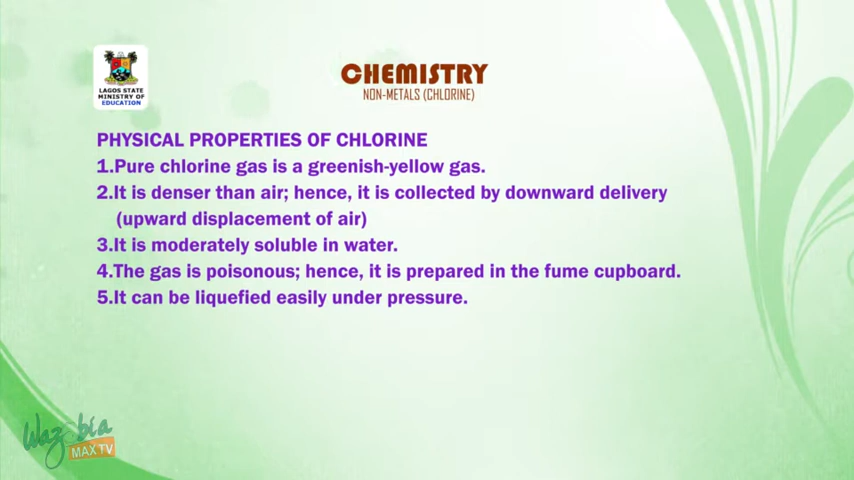 LAGOS STATE
MINISTRY OF
EDUCATION
CHEMISTRY
NON-METALS (CHLORINE)
PHYSICAL PROPERTIES OF CHLORINE
1.Pure chlorine gas is a greenish-yellow gas.
2.It is denser than air; hence, it is collected by downward delivery
(upward displacement of air)
3.It is moderately soluble in water.
4.The gas is poisonous; hence, it is prepared in the fume cupboard.
5.It can be liquefied easily under pressure.
Wazobia
MAX TV